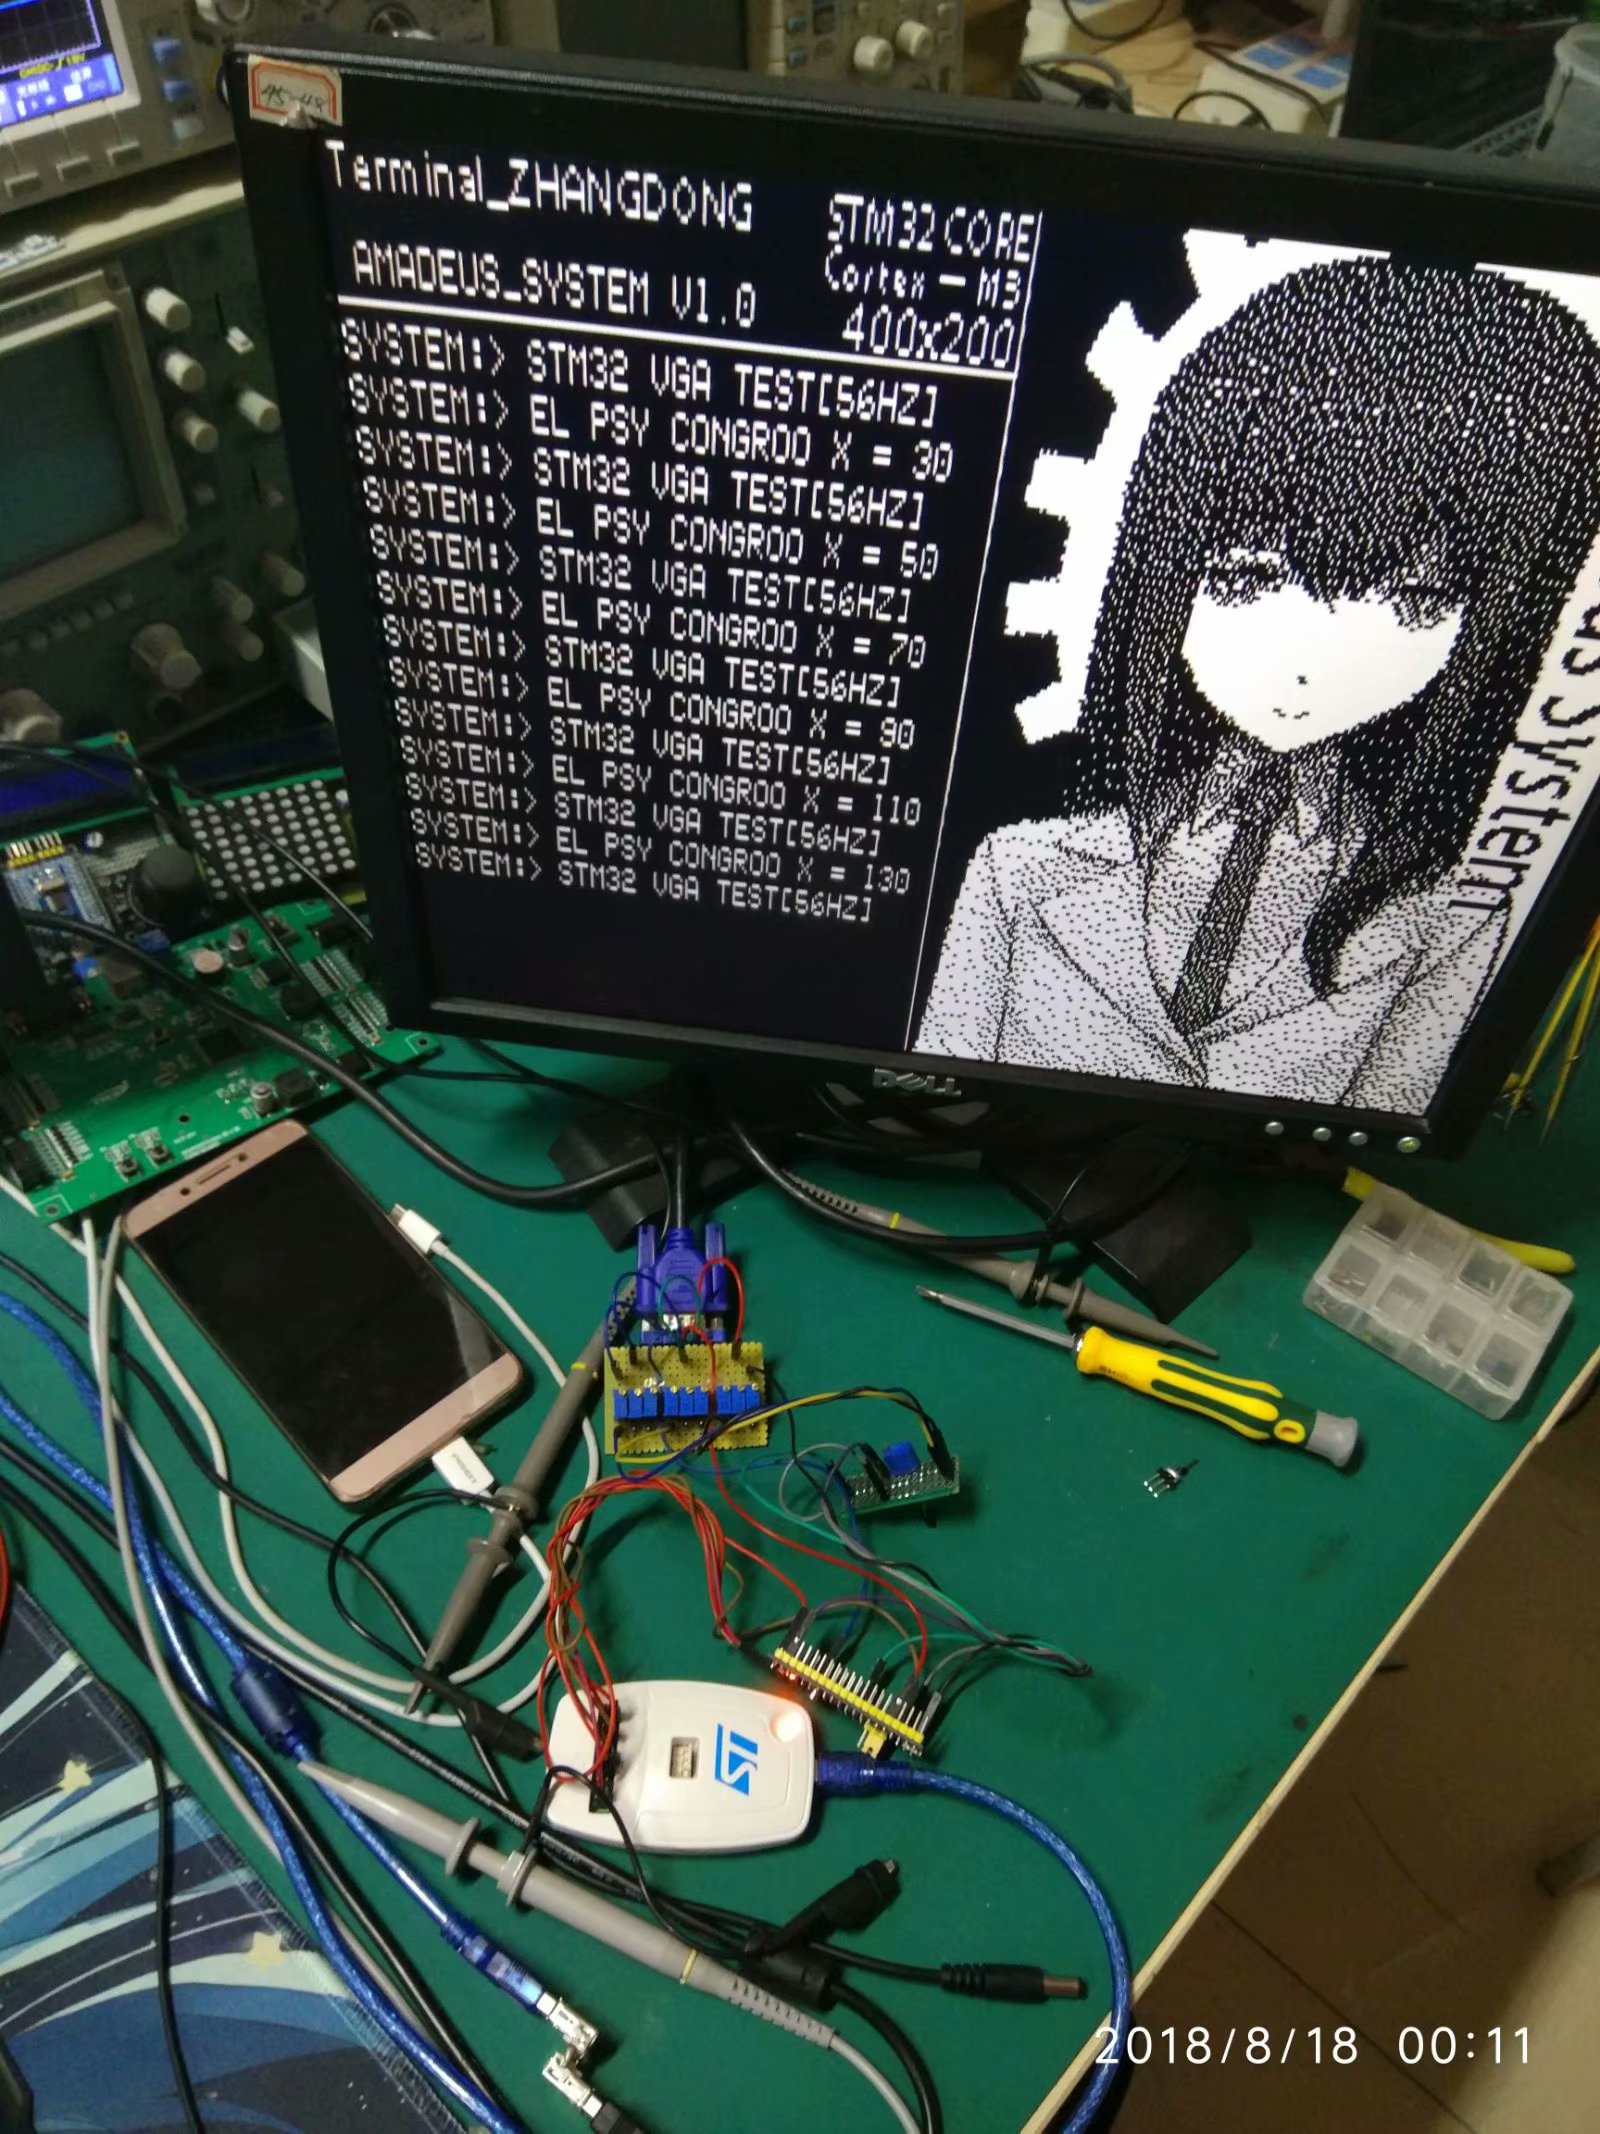 Terminal_ZHANGDONG
AMADEUS_SYSTEM V1.0
STM32CORE
Cortex-M3
400x200
SYSTEM:> STM32 VGA TEST[56HZ]
SYSTEM:> EL PSY CONGROO X = 30
SYSTEM:> STM32 VGA TEST[56HZ]
SYSTEM:> EL PSY CONGROO X = 50
SYSTEM:> STM32 VGA TEST[56HZ]
SYSTEM:> EL PSY CONGROO X = 70
SYSTEM:> STM32 VGA TEST[56HZ]
SYSTEM:> EL PSY CONGROO X = 90
SYSTEM:> STM32 VGA TEST[56HZ]
SYSTEM:> EL PSY CONGROO X = 110
SYSTEM:> STM32 VGA TEST[56HZ]
SYSTEM:> EL PSY CONGROO X = 130
SYSTEM:> STM32 VGA TEST[56HZ]
System
DELL
ST
2018/8/18 00:11